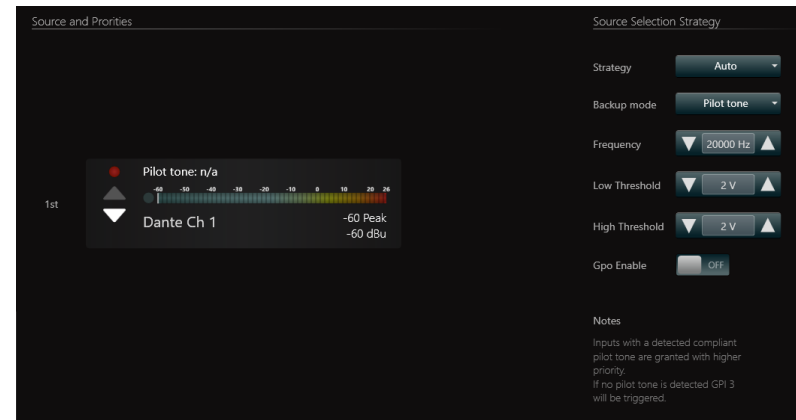 Source and Prorities
1st
Pilot tone: n/a
-60 -50 -40 -30 -20 -10 0 10 20 26
Dante Ch 1
-60 Peak
-60 dBu
Source Selection Strategy
Strategy Auto
Backup mode Pilot tone
Frequency 20000 Hz
Low Threshold 2 V
High Threshold 2 V
Gpo Enable OFF
Notes
Inputs with a detected compliant
pilot tone are granted with higher
priority.
If no pilot tone is detected GPI 3
will be triggered.